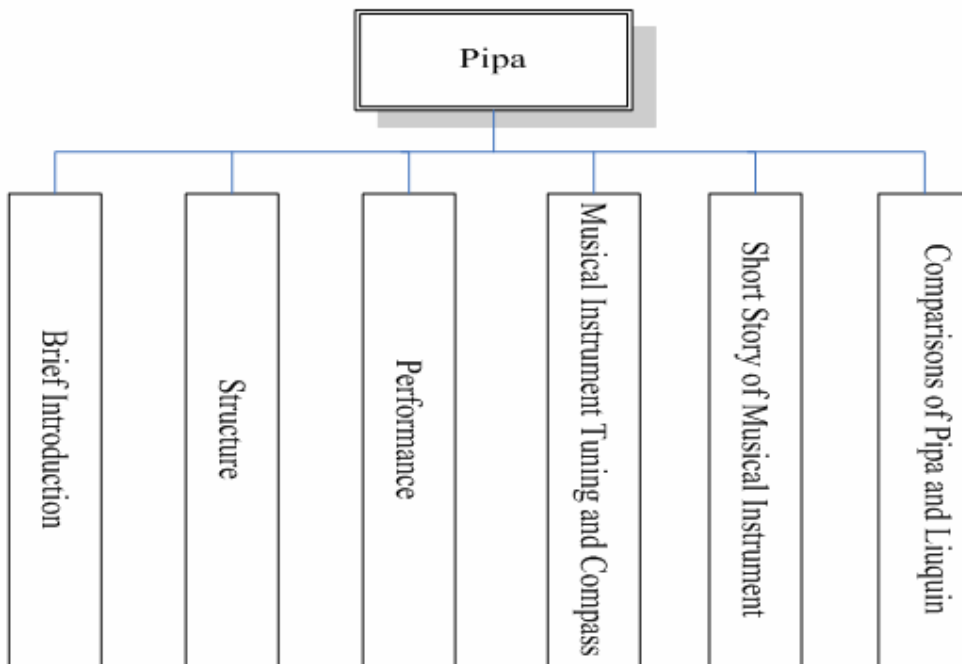 Pipa
Brief Introduction
Structure
Performance
Musical Instrument Tuning and Compass
Short Story of Musical Instrument
Comparisons of Pipa and Liuquin